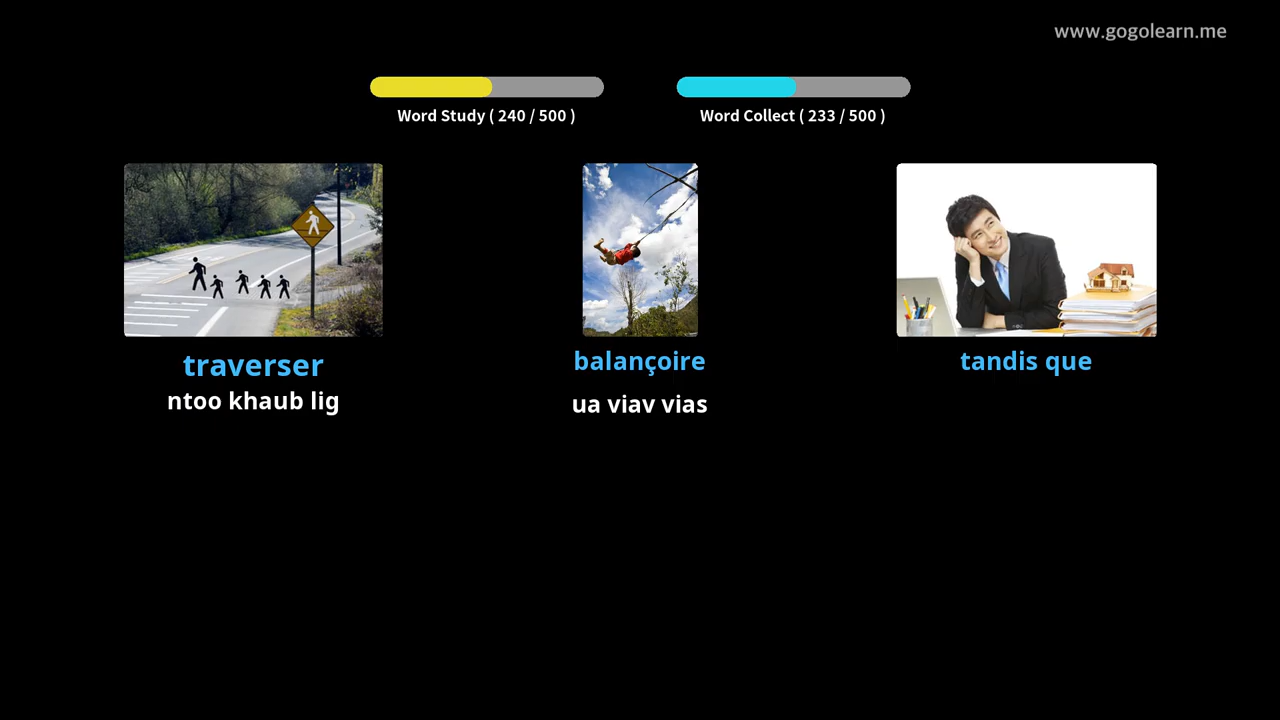 www.gogolearn.me
Word Study ( 240 / 500 )
Word Collect ( 233 / 500 )
traverser
ntoo khaub lig
balançoire
ua viav vias
tandis que